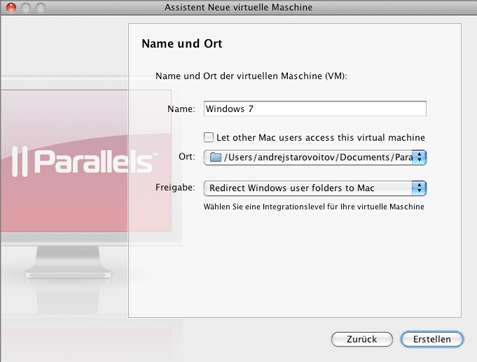 Assistent Neue virtuelle Maschine
Name und Ort
Name und Ort der virtuellen Maschine (VM):
Name: Windows 7
Let other Mac users access this virtual machine
Ort: /Users/andrejstarovoitov/Documents/Para
Freigabe: Redirect Windows user folders to Mac
Wählen Sie eine Integrationslevel für Ihre virtuelle Maschine
Parallels™
Zurück Erstellen